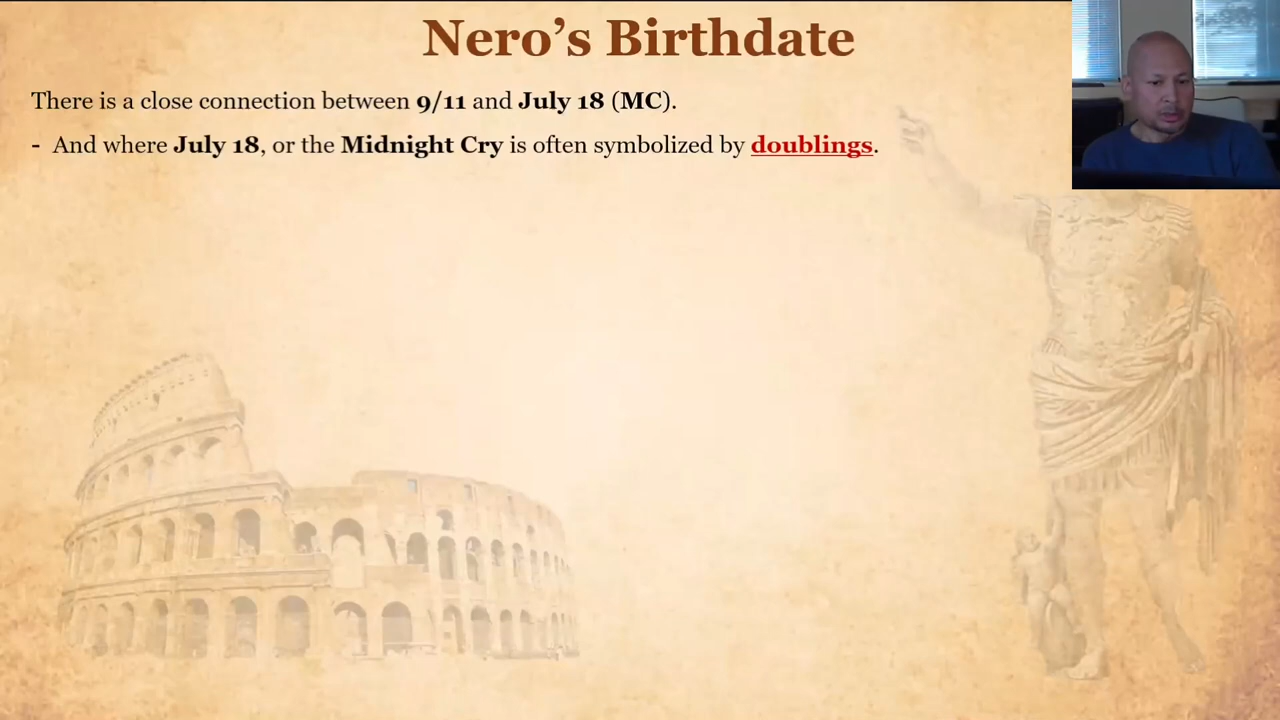 Nero’s Birthdate
There is a close connection between 9/11 and July 18 (MC).
- And where July 18, or the Midnight Cry is often symbolized by doublings.